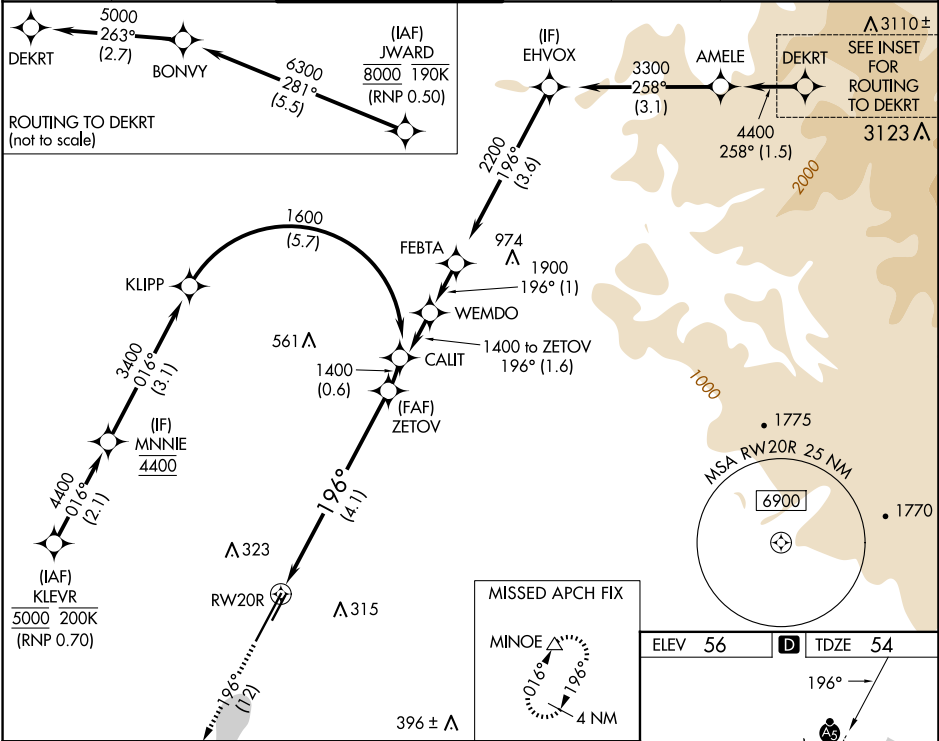 5000
263°
(2.7)
DEKRT
BONVY
6300
281°
(5.5)
(IAF)
JWARD
8000 190K
(RNP 0.50)
ROUTING TO DEKRT
(not to scale)
(IF)
EHVOX
3300
258°
(3.1)
AMELE
DEKRT
3110±
SEE INSET
FOR
ROUTING
TO DEKRT
3123
4400
258° (1.5)
2000
2200
196°
(3.6)
1600
(5.7)
KLIPP
FEBTA
974
1900
196° (1)
WEMDO
561
CALIT
1400 to ZETOV
196° (1.6)
1400
(0.6)
(FAF)
ZETOV
3400
016°
(3.1)
(IF)
MNNIE
4400
1000
1775
MSA RW20R 25 NM
6900
1770
4400
016°
(2.1)
196°
(4.1)
(IAF)
KLEVR
5000 200K
(RNP 0.70)
323
RW20R
315
196°
(12)
396±
MISSED APCH FIX
MINOE
016°
196°
4 NM
ELEV 56
D
TDZE 54
196°
A5